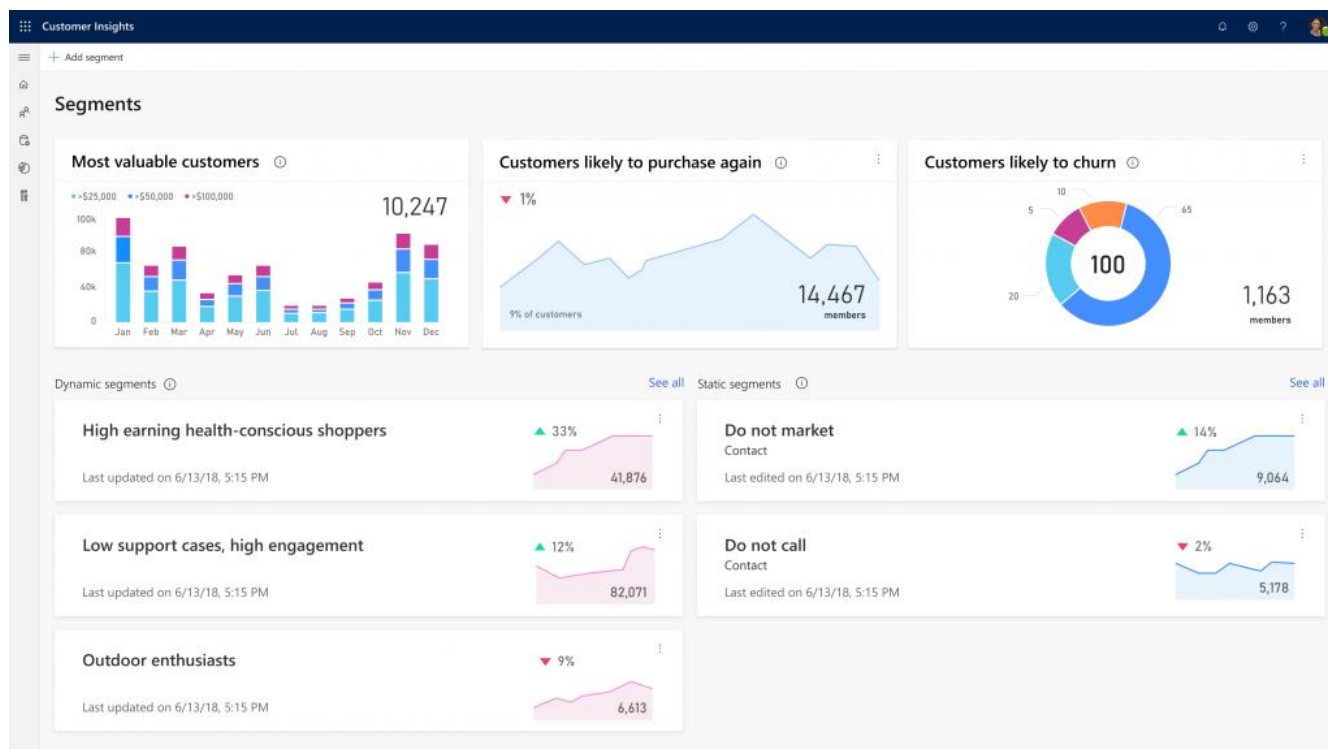 Customer Insights
?
Add segment
Segments
Most valuable customers
>$25,000 >$50,000 >$100,000
10,247
100k
80k
40k
0
Jan Feb Mar Apr May Jun Jul Aug Sep Oct Nov Dec
Customers likely to purchase again
1%
14,467
9% of customers
members
Customers likely to churn
10
5
65
100
20
1,163
members
Dynamic segments
See all
High earning health-conscious shoppers
33%
Last updated on 6/13/18, 5:15 PM
41,876
Low support cases, high engagement
12%
Last updated on 6/13/18, 5:15 PM
82,071
Outdoor enthusiasts
9%
Last updated on 6/13/18, 5:15 PM
6,613
Static segments
See all
Do not market
14%
Contact
Last edited on 6/13/18, 5:15 PM
9,064
Do not call
2%
Contact
Last edited on 6/13/18, 5:15 PM
5,178